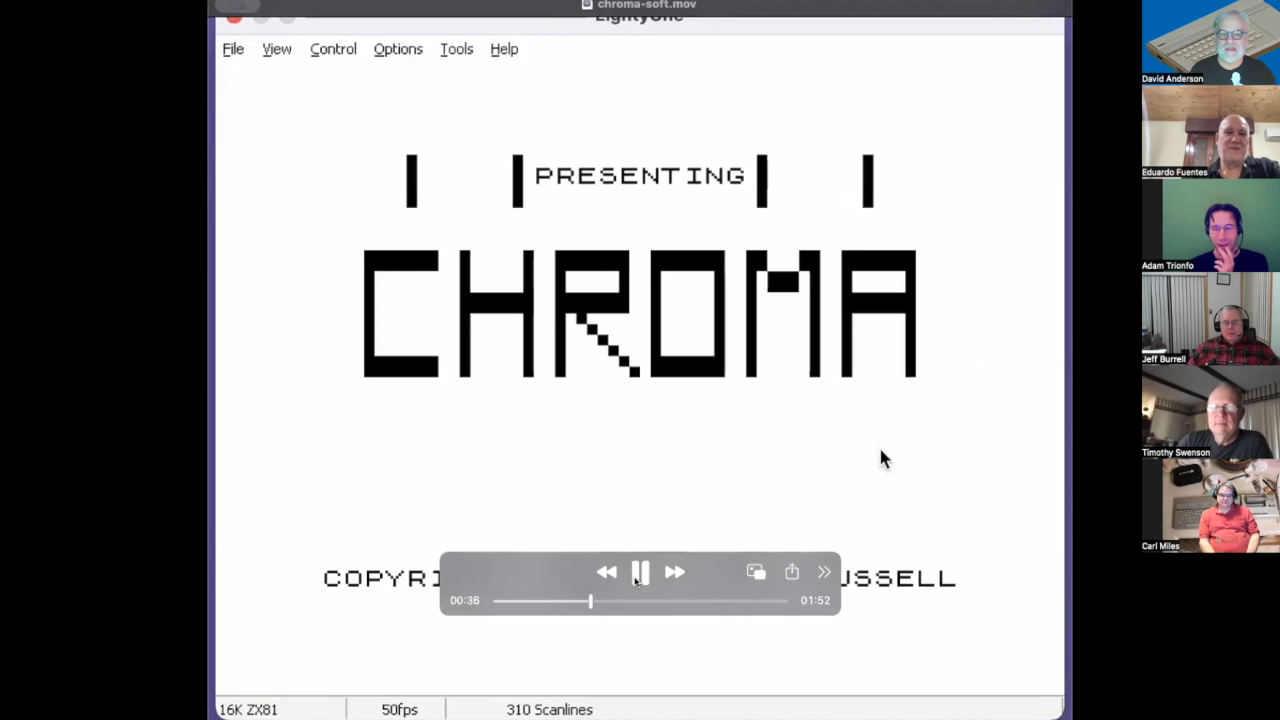 chroma-soft.mov
EightyOne
File View Control Options Tools Help
PRESENTING
CHROMA
COPYRI USSELL
00:36 01:52
16K ZX81 50fps 310 Scanlines
David Anderson
Eduardo Fuentes
Adam Trionfo
Jeff Burrell
Timothy Swenson
Carl Miles